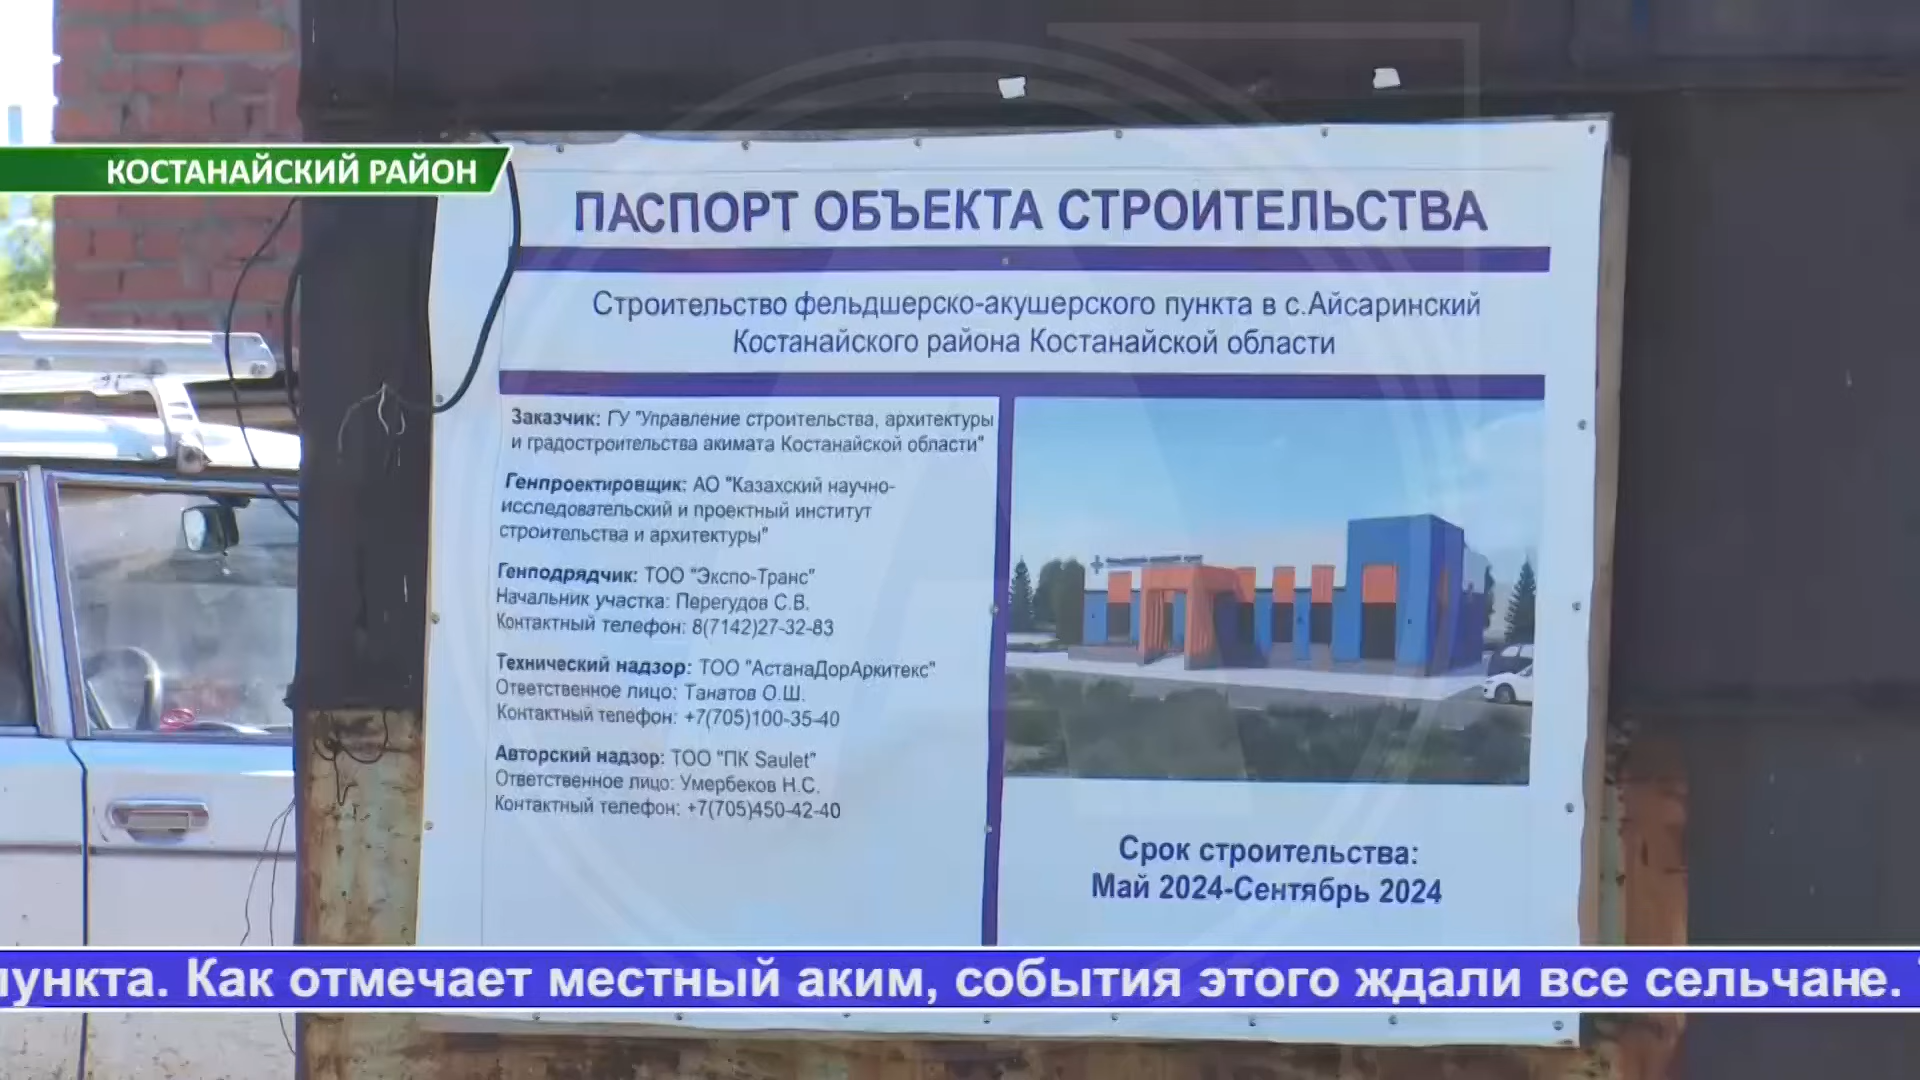 КОСТАНАЙСКИЙ РАЙОН
ПАСПОРТ ОБЪЕКТА СТРОИТЕЛЬСТВА
Строительство фельдшерско-акушерского пункта в с.Айсаринский
Костанайского района Костанайской области
Заказчик: ГУ "Управление строительства, архитектуры
и градостроительства акимата Костанайской области"
Генпроектировщик: АО "Казахский научно-
исследовательский и проектный институт
строительства и архитектуры"
Генподрядчик: ТОО "Экспо-Транс"
Начальник участка: Перегудов С.В.
Контактный телефон: 8(7142)27-32-83
Технический надзор: ТОО "АстанаДорАркитекс"
Ответственное лицо: Танатов О.Ш.
Контактный телефон: +7(705)100-35-40
Авторский надзор: ТОО "ПК Saulet"
Ответственное лицо: Умербеков Н.С.
Контактный телефон: +7(705)450-42-40
Срок строительства:
Май 2024-Сентябрь 2024
пункта. Как отмечает местный аким, события этого ждали все сельчане.